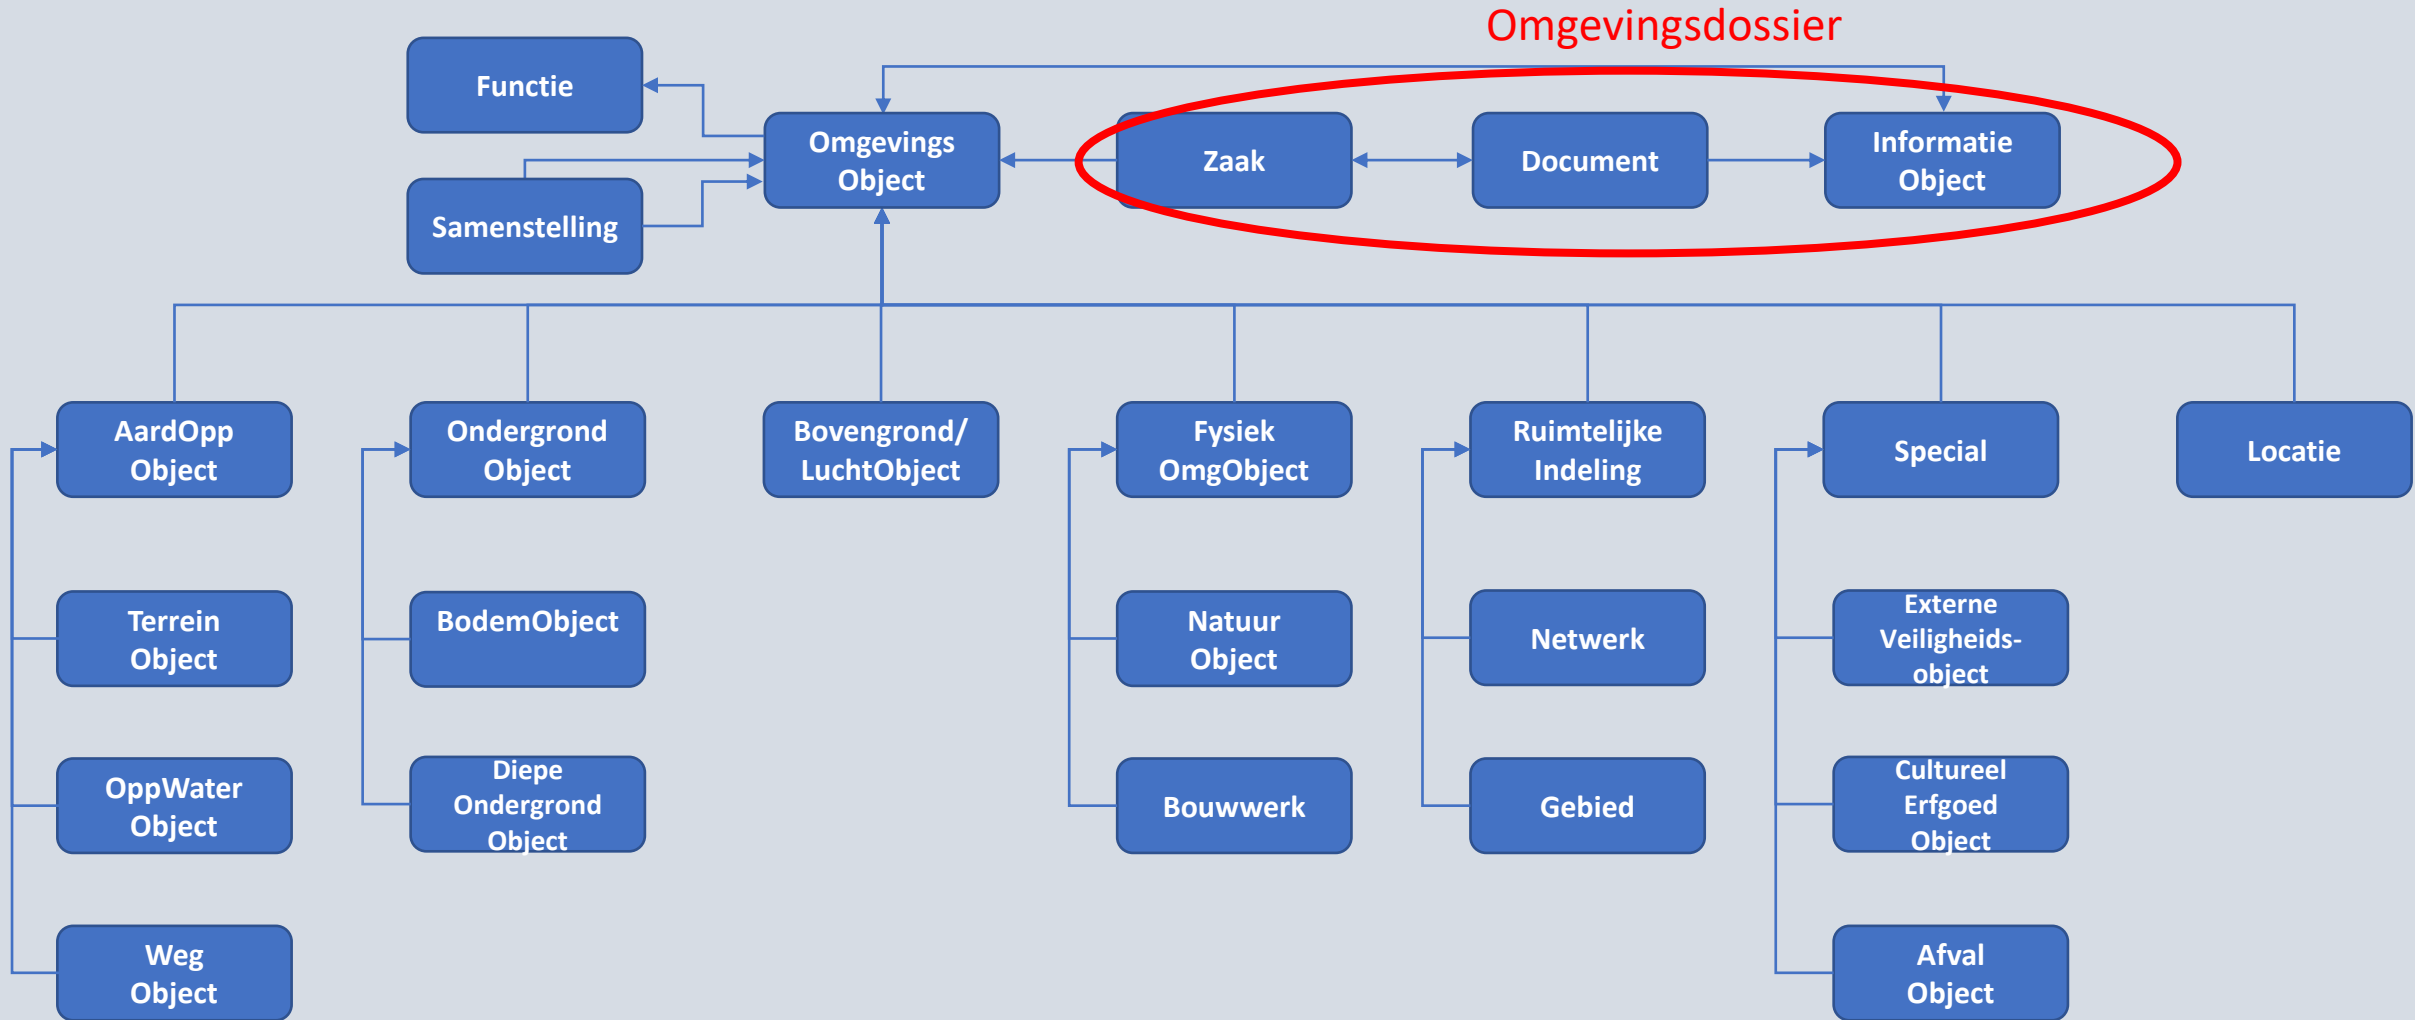 Omgevingsdossier
Functie
Omgevings
Object
Zaak
Document
Informatie
Object
Samenstelling
AardOpp
Object
Ondergrond
Object
Bovengrond/
LuchtObject
Fysiek
OmgObject
Ruimtelijke
Indeling
Special
Locatie
Terrein
Object
BodemObject
Natuur
Object
Netwerk
Externe
Veiligheids-
object
OppWater
Object
Diepe
Ondergrond
Object
Bouwwerk
Gebied
Cultureel
Erfgoed
Object
Weg
Object
Afval
Object